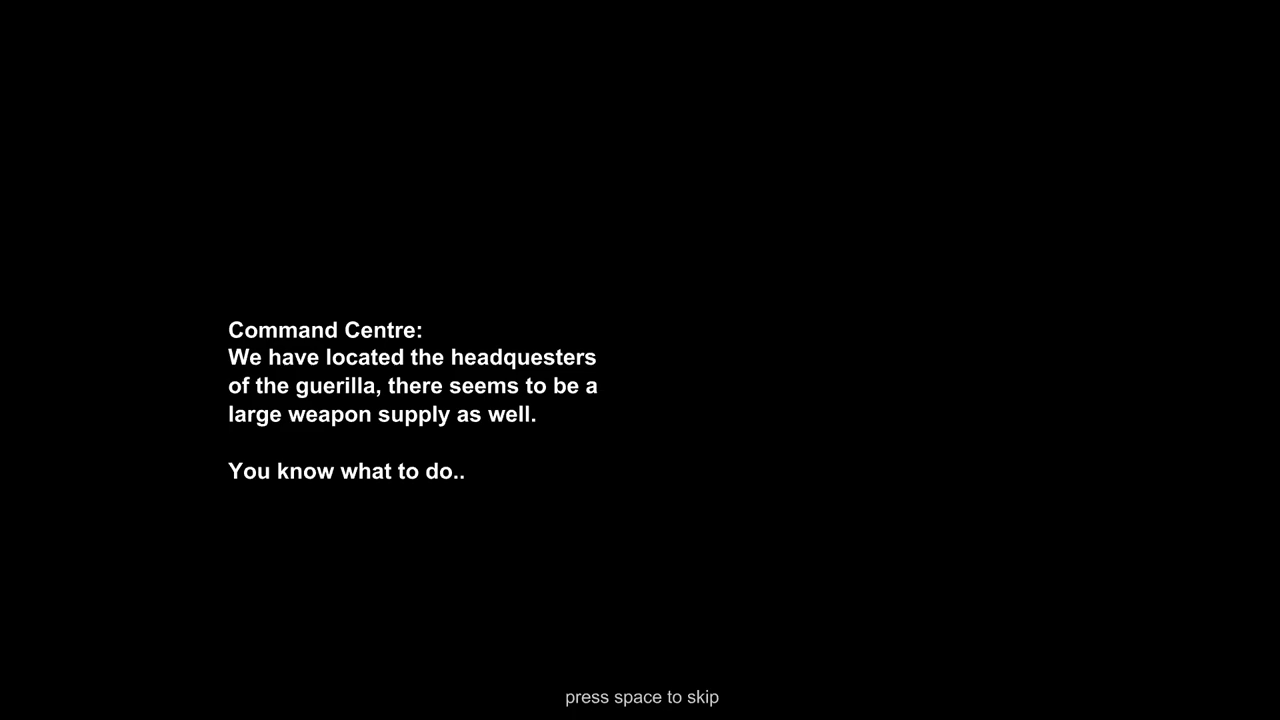 Command Centre:
We have located the headquesters
of the guerilla, there seems to be a
large weapon supply as well.
You know what to do..
press space to skip